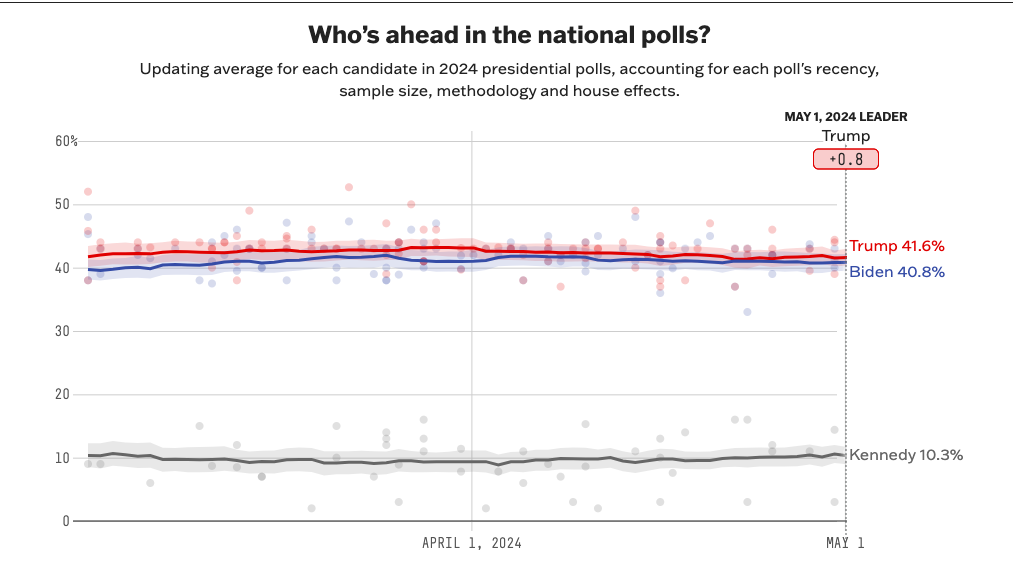 Who's ahead in the national polls?
Updating average for each candidate in 2024 presidential polls, accounting for each poll's recency,
sample size, methodology and house effects.
MAY 1, 2024 LEADER
Trump
+0.8
60%
50
40
30
20
10
0
Trump 41.6%
Biden 40.8%
Kennedy 10.3%
APRIL 1, 2024
MAY 1